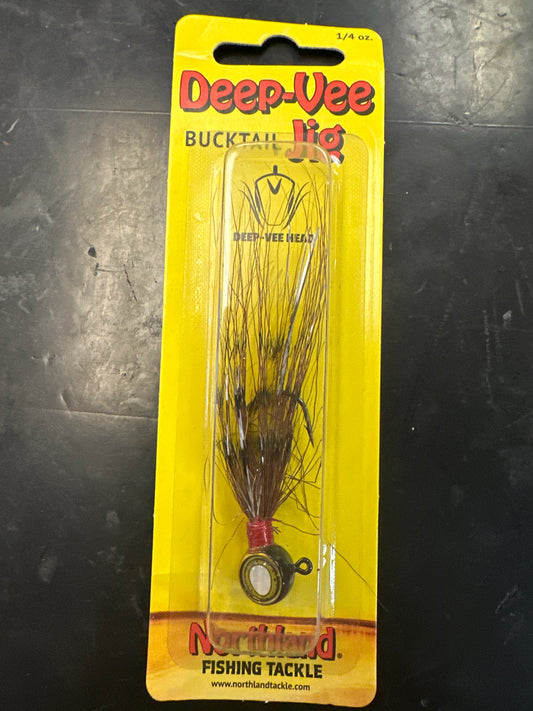 1/4 oz.
Deep-Vee
BUCKTAIL Jig
DEEP-VEE HEAD
Northland®
FISHING TACKLE
www.northlandtackle.com